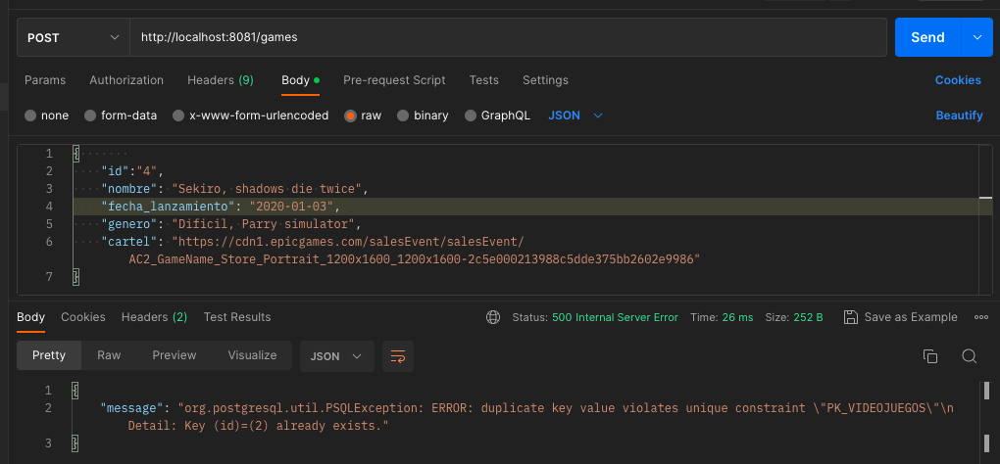 POST http://localhost:8081/games Send
Params Authorization Headers (9) Body Pre-request Script Tests Settings Cookies
none form-data x-www-form-urlencoded raw binary GraphQL JSON Beautify
1 {
2 "id":"4",
3 "nombre": "Sekiro, shadows die twice",
4 "fecha_lanzamiento": "2020-01-03",
5 "genero": "Dificil, Parry simulator",
6 "cartel": "https://cdn1.epicgames.com/salesEvent/salesEvent/
AC2_GameName_Store_Portrait_1200x1600_1200x1600-2c5e000213988c5dde375bb2602e9986"
7 }
Body Cookies Headers (2) Test Results Status: 500 Internal Server Error Time: 26 ms Size: 252 B Save as Example
Pretty Raw Preview Visualize JSON
1 {
2 "message": "org.postgresql.util.PSQLException: ERROR: duplicate key value violates unique constraint \"PK_VIDEOJUEGOS\"\n
Detail: Key (id)=(2) already exists."
3 }